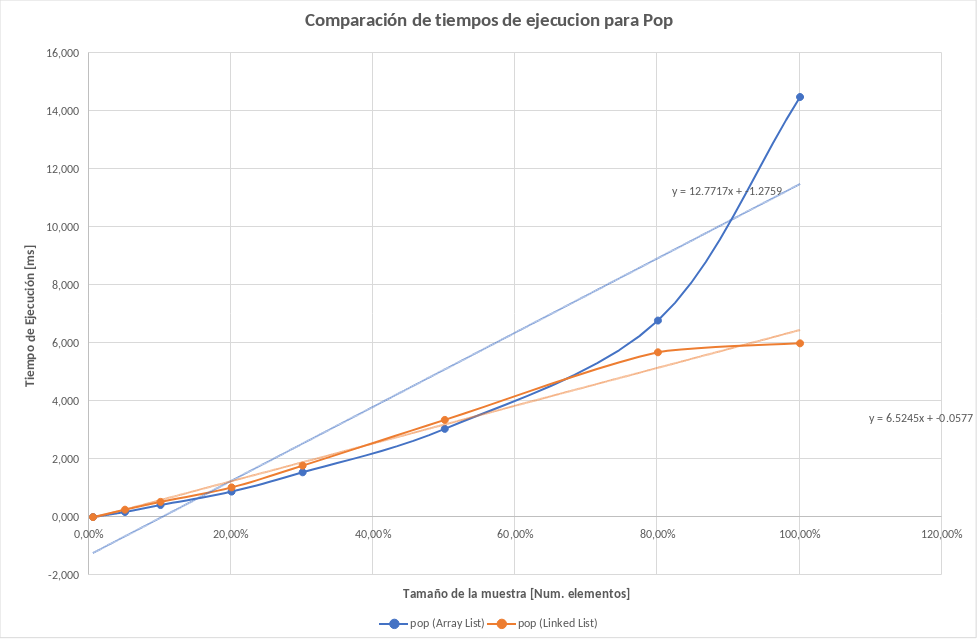 Comparación de tiempos de ejecucion para Pop
16,000
14,000
12,000
10,000
8,000
6,000
4,000
2,000
0,000
-2,000
Tiempo de Ejecución [ms]
y = 12.7717x + -1.2759
y = 6.5245x + -0.0577
0,00% 20,00% 40,00% 60,00% 80,00% 100,00% 120,00%
Tamaño de la muestra [Num. elementos]
pop (Array List) pop (Linked List)